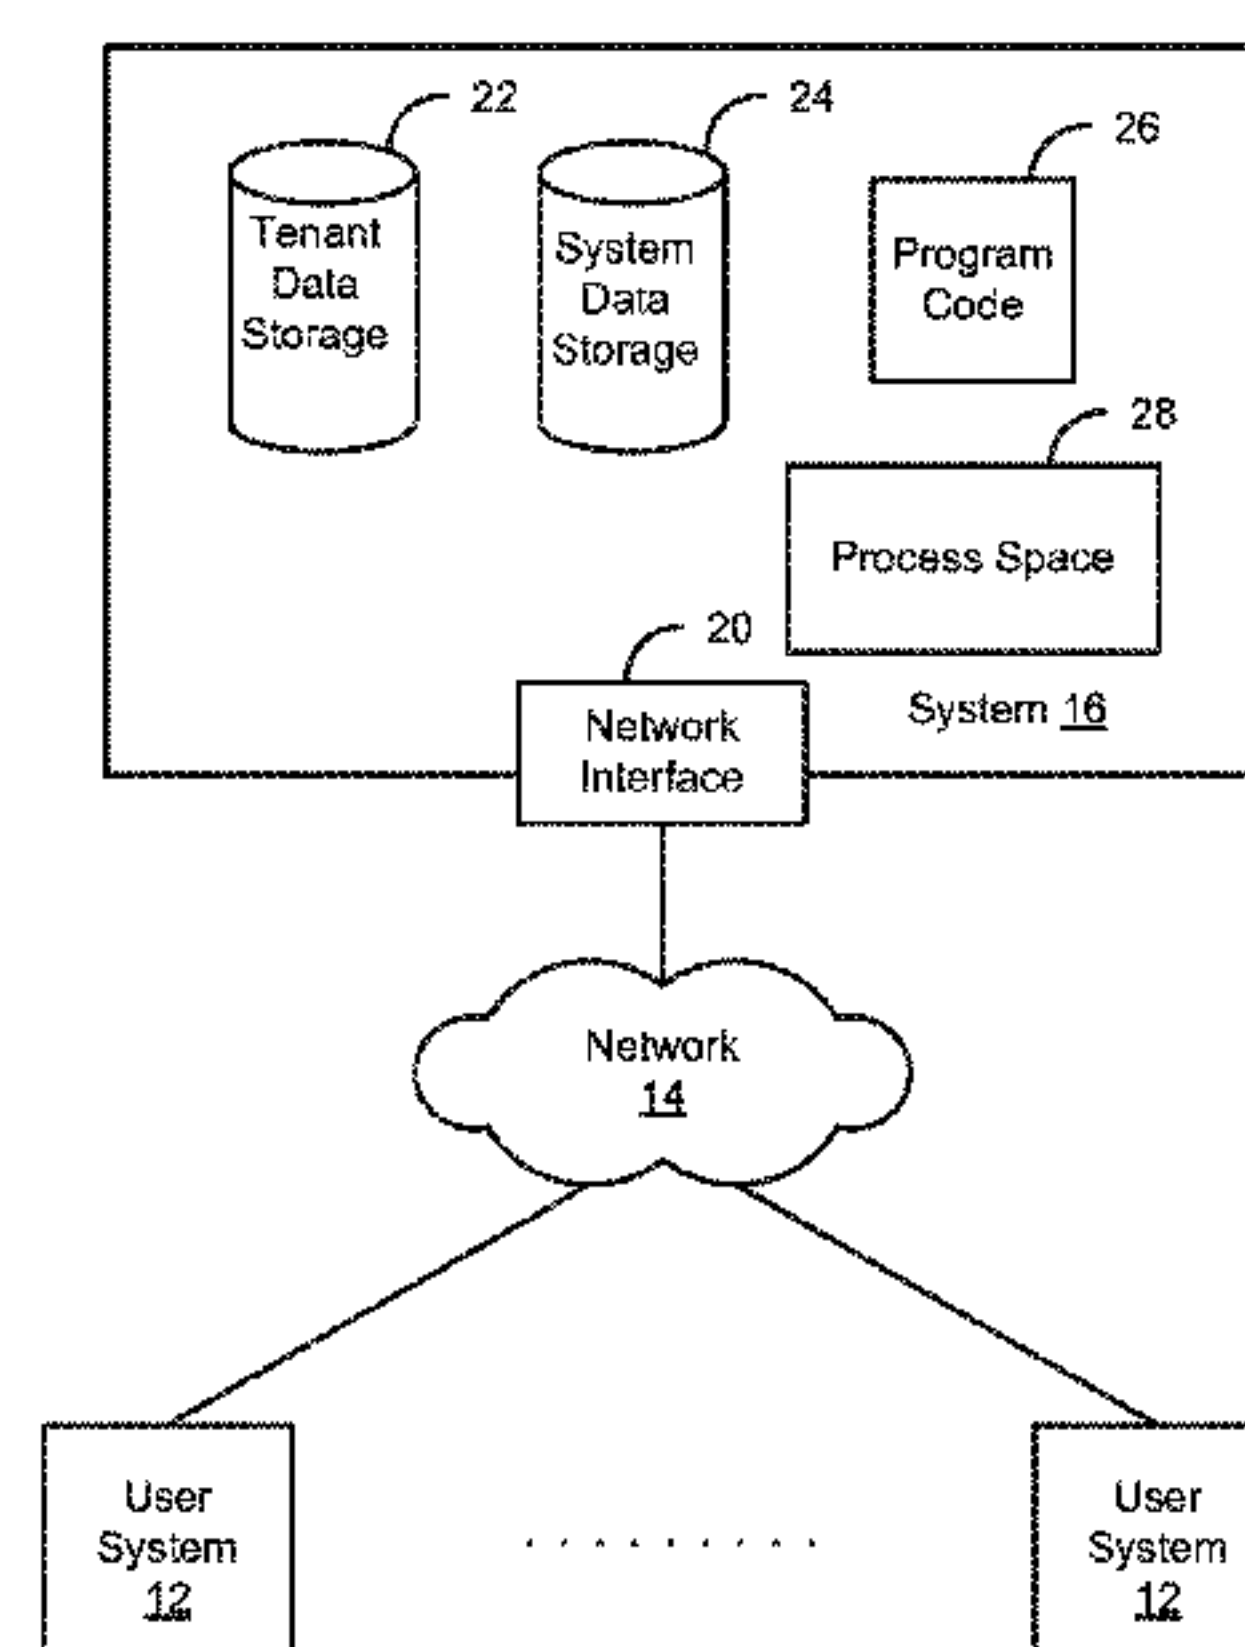 22
24
26
Tenant
Data
Storage
System
Data
Storage
Program
Code
28
Process Space
20
System 16
Network
Interface
Network
14
User
System
12
User
System
12